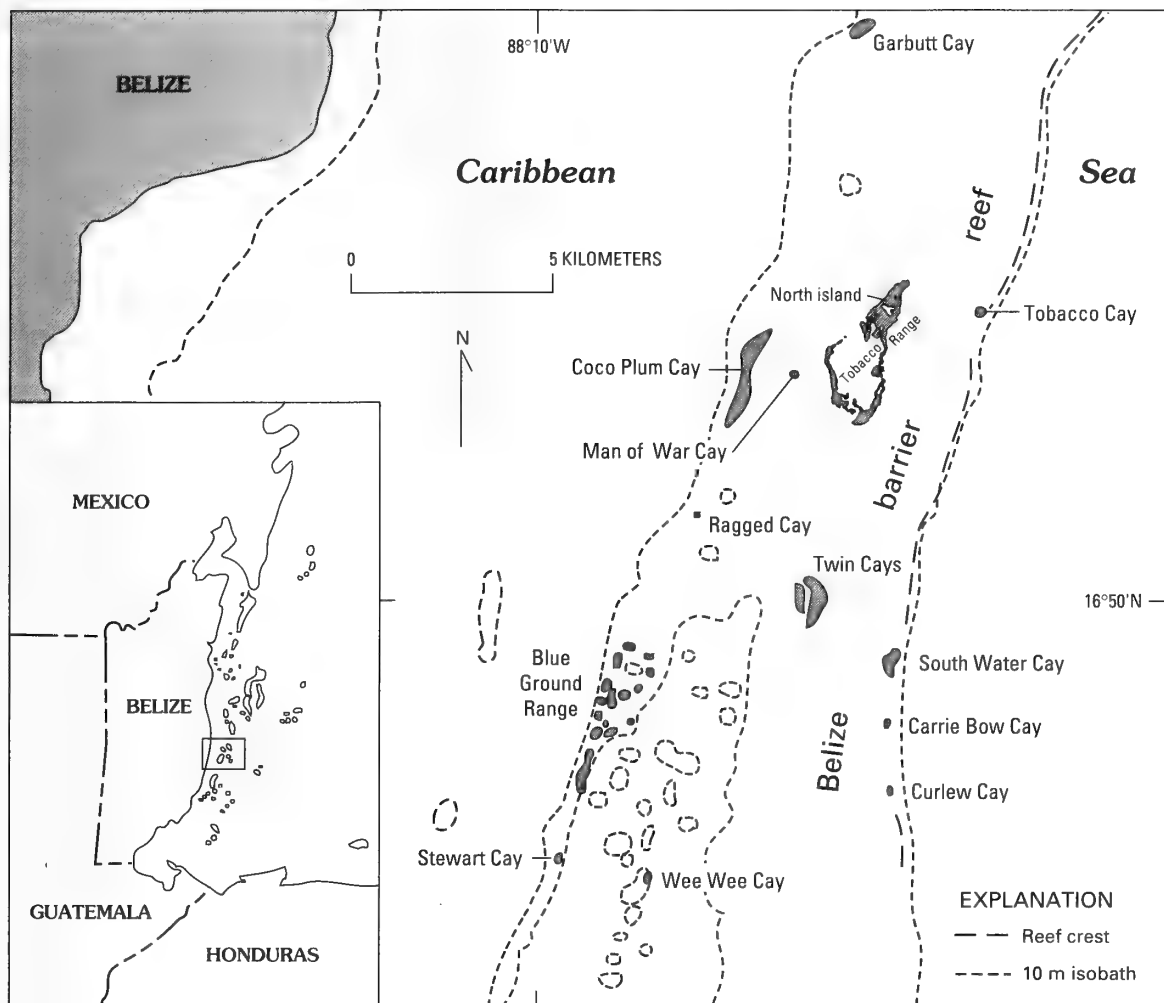 88°10'W
Garbutt Cay
BELIZE
Caribbean
Sea
reef
0
5 KILOMETERS
North island
Tobacco Cay
Tobacco Range
N
Coco Plum Cay
Man of War Cay
barrier
MEXICO
Ragged Cay
Twin Cays
16°50'N
Blue
Ground
Range
South Water Cay
BELIZE
Carrie Bow Cay
Belize
Curlew Cay
Stewart Cay
Wee Wee Cay
GUATEMALA
HONDURAS
EXPLANATION
Reef crest
10 m isobath